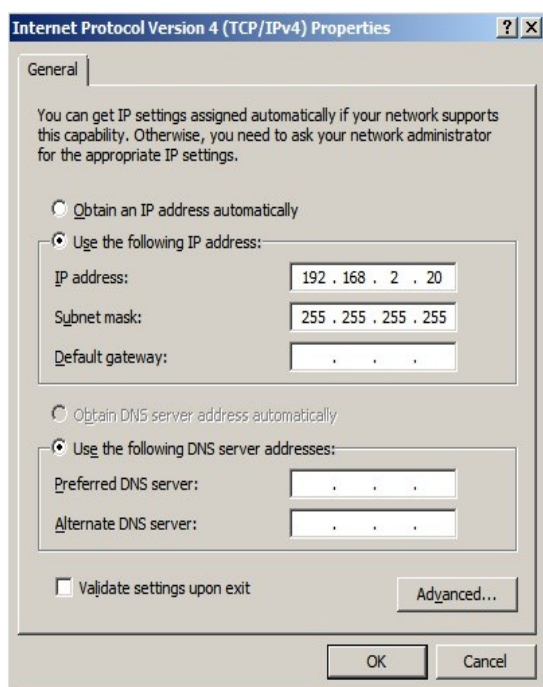 Internet Protocol Version 4 (TCP/IPv4) Properties
General
You can get IP settings assigned automatically if your network supports
this capability. Otherwise, you need to ask your network administrator
for the appropriate IP settings.
Obtain an IP address automatically
Use the following IP address:
IP address: 192 . 168 . 2 . 20
Subnet mask: 255 . 255 . 255 . 255
Default gateway: . . .
Obtain DNS server address automatically
Use the following DNS server addresses:
Preferred DNS server: . . .
Alternate DNS server: . . .
Validate settings upon exit
Advanced...
OK Cancel